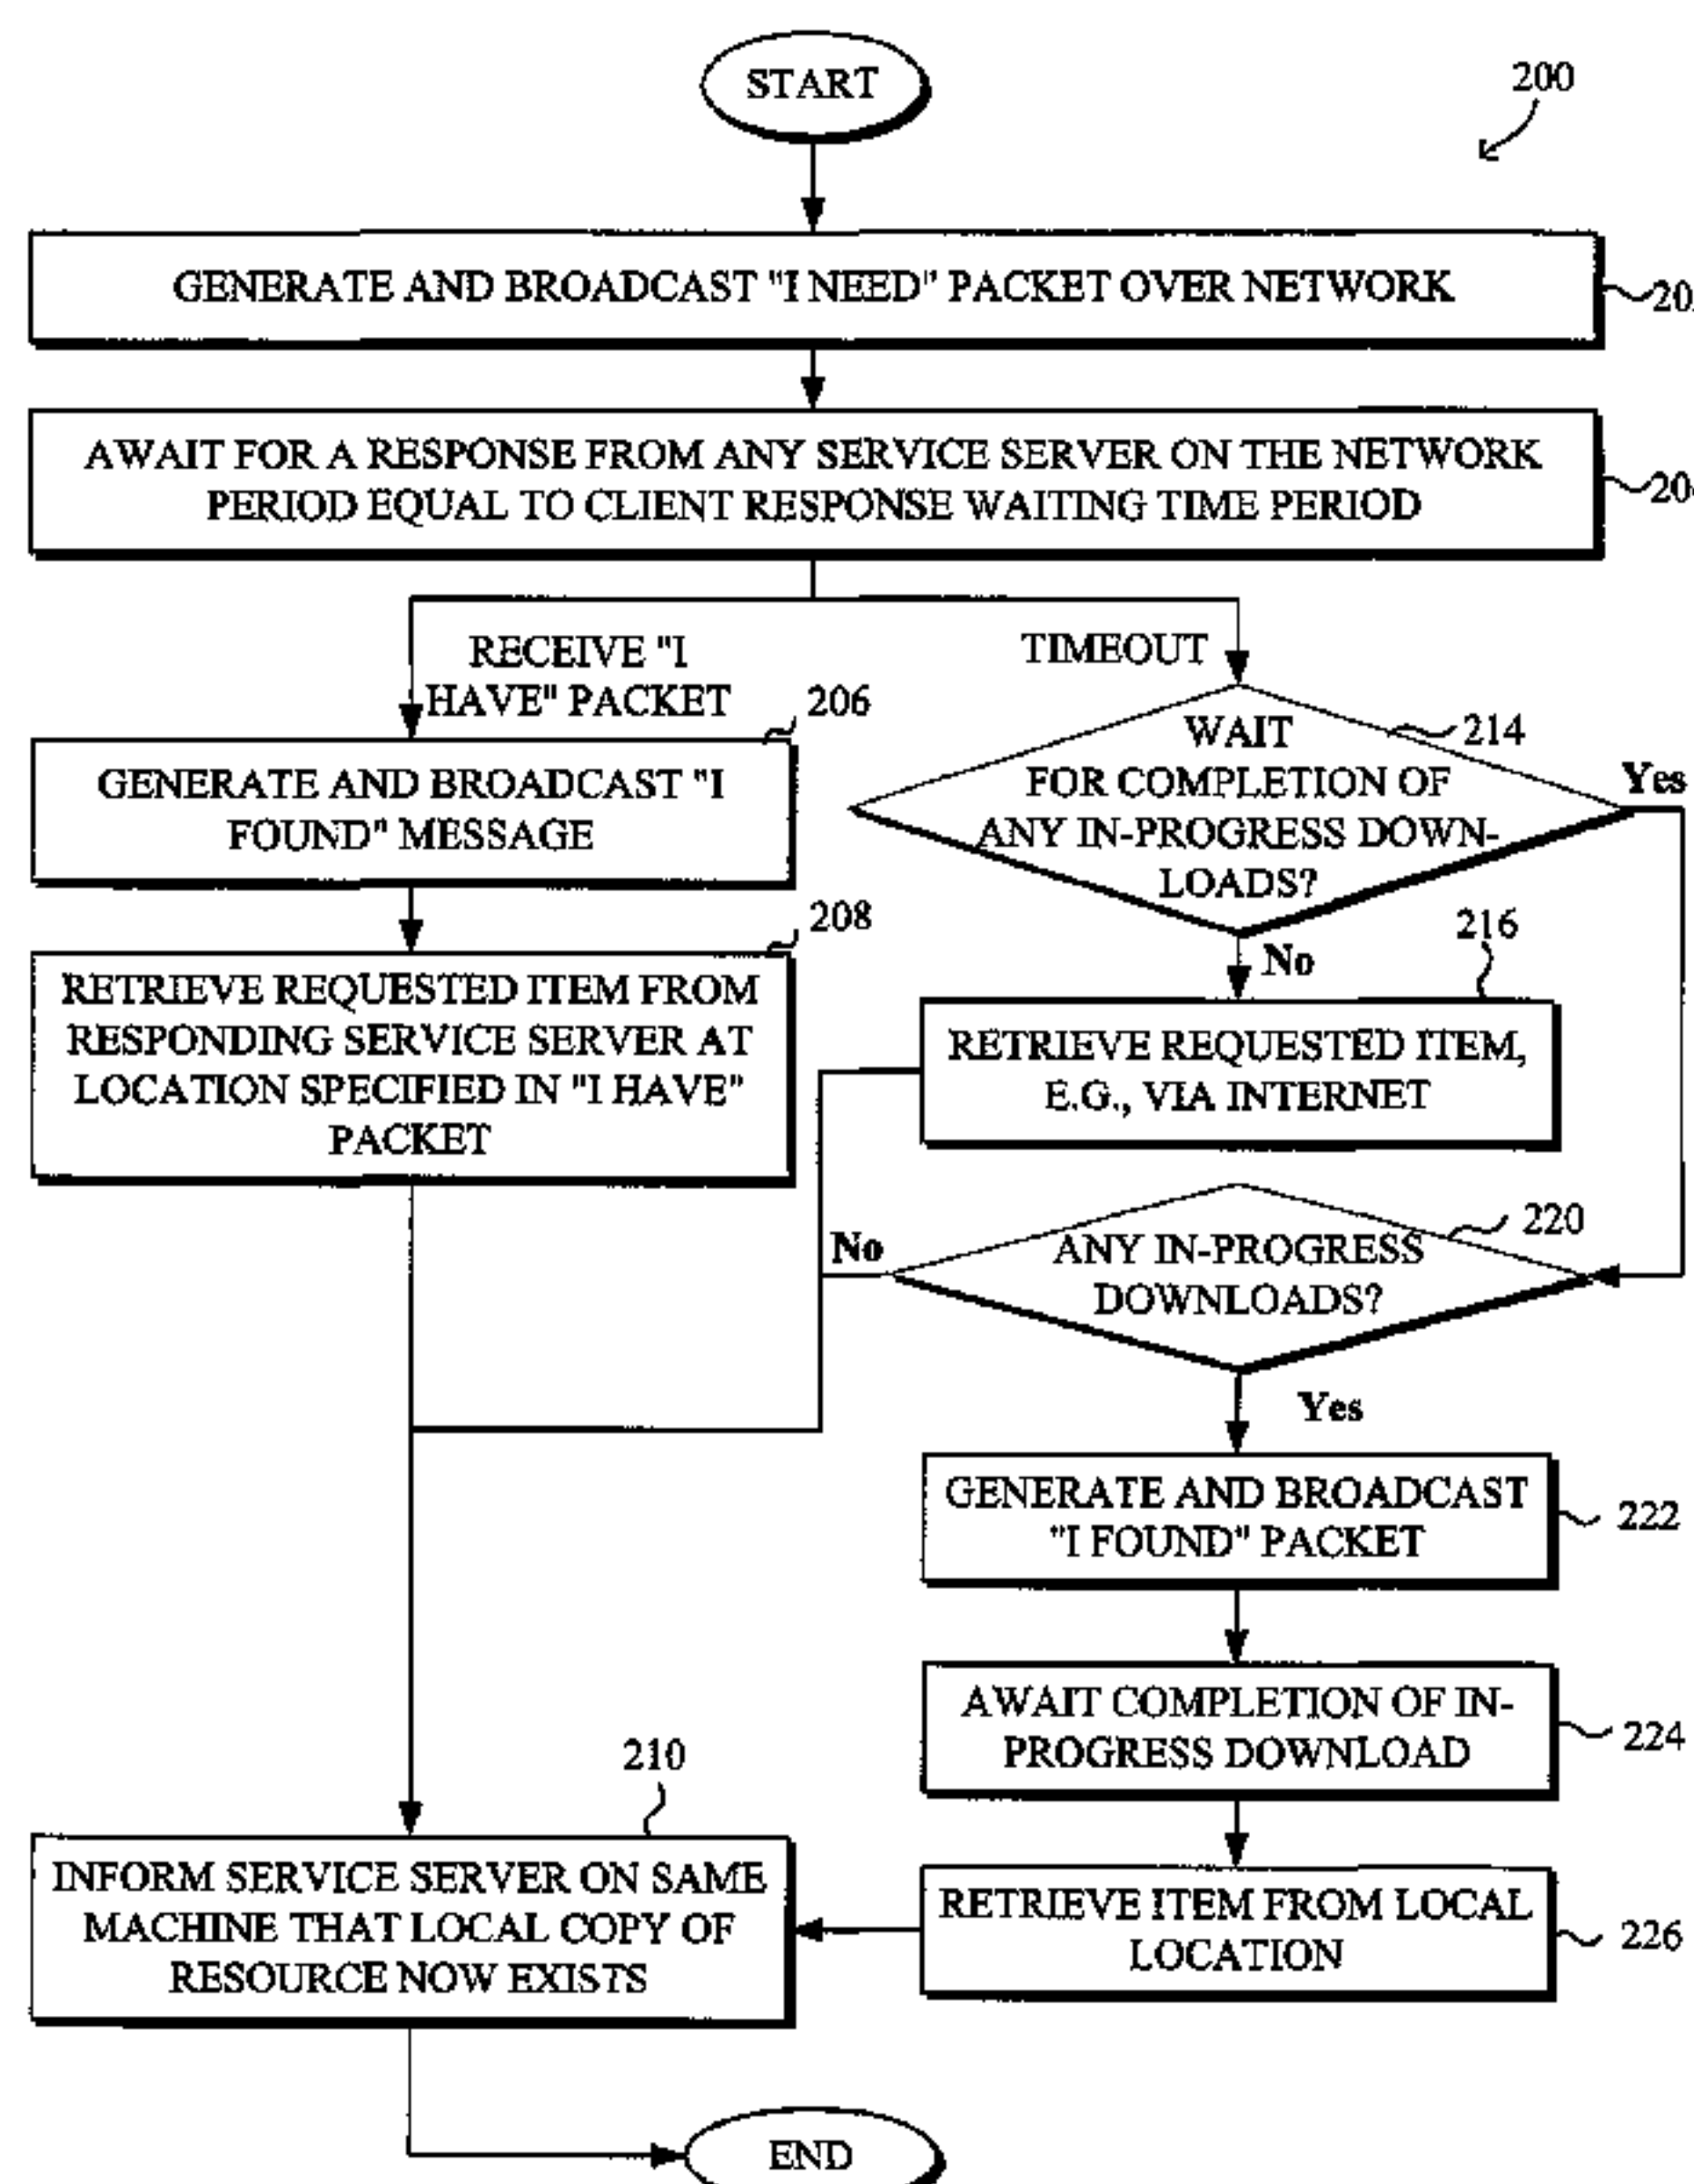 START
200
GENERATE AND BROADCAST "I NEED" PACKET OVER NETWORK
AWAIT FOR A RESPONSE FROM ANY SERVICE SERVER ON THE NETWORK
PERIOD EQUAL TO CLIENT RESPONSE WAITING TIME PERIOD
RECEIVE "I
HAVE" PACKET
TIMEOUT
206
GENERATE AND BROADCAST "I
FOUND" MESSAGE
214
WAIT
FOR COMPLETION OF
ANY IN-PROGRESS DOWN-
LOADS?
Yes
No
208
RETRIEVE REQUESTED ITEM FROM
RESPONDING SERVICE SERVER AT
LOCATION SPECIFIED IN "I HAVE"
PACKET
216
RETRIEVE REQUESTED ITEM,
E.G., VIA INTERNET
220
No
ANY IN-PROGRESS
DOWNLOADS?
Yes
GENERATE AND BROADCAST
"I FOUND" PACKET
222
AWAIT COMPLETION OF IN-
PROGRESS DOWNLOAD
224
210
INFORM SERVICE SERVER ON SAME
MACHINE THAT LOCAL COPY OF
RESOURCE NOW EXISTS
RETRIEVE ITEM FROM LOCAL
LOCATION
226
END